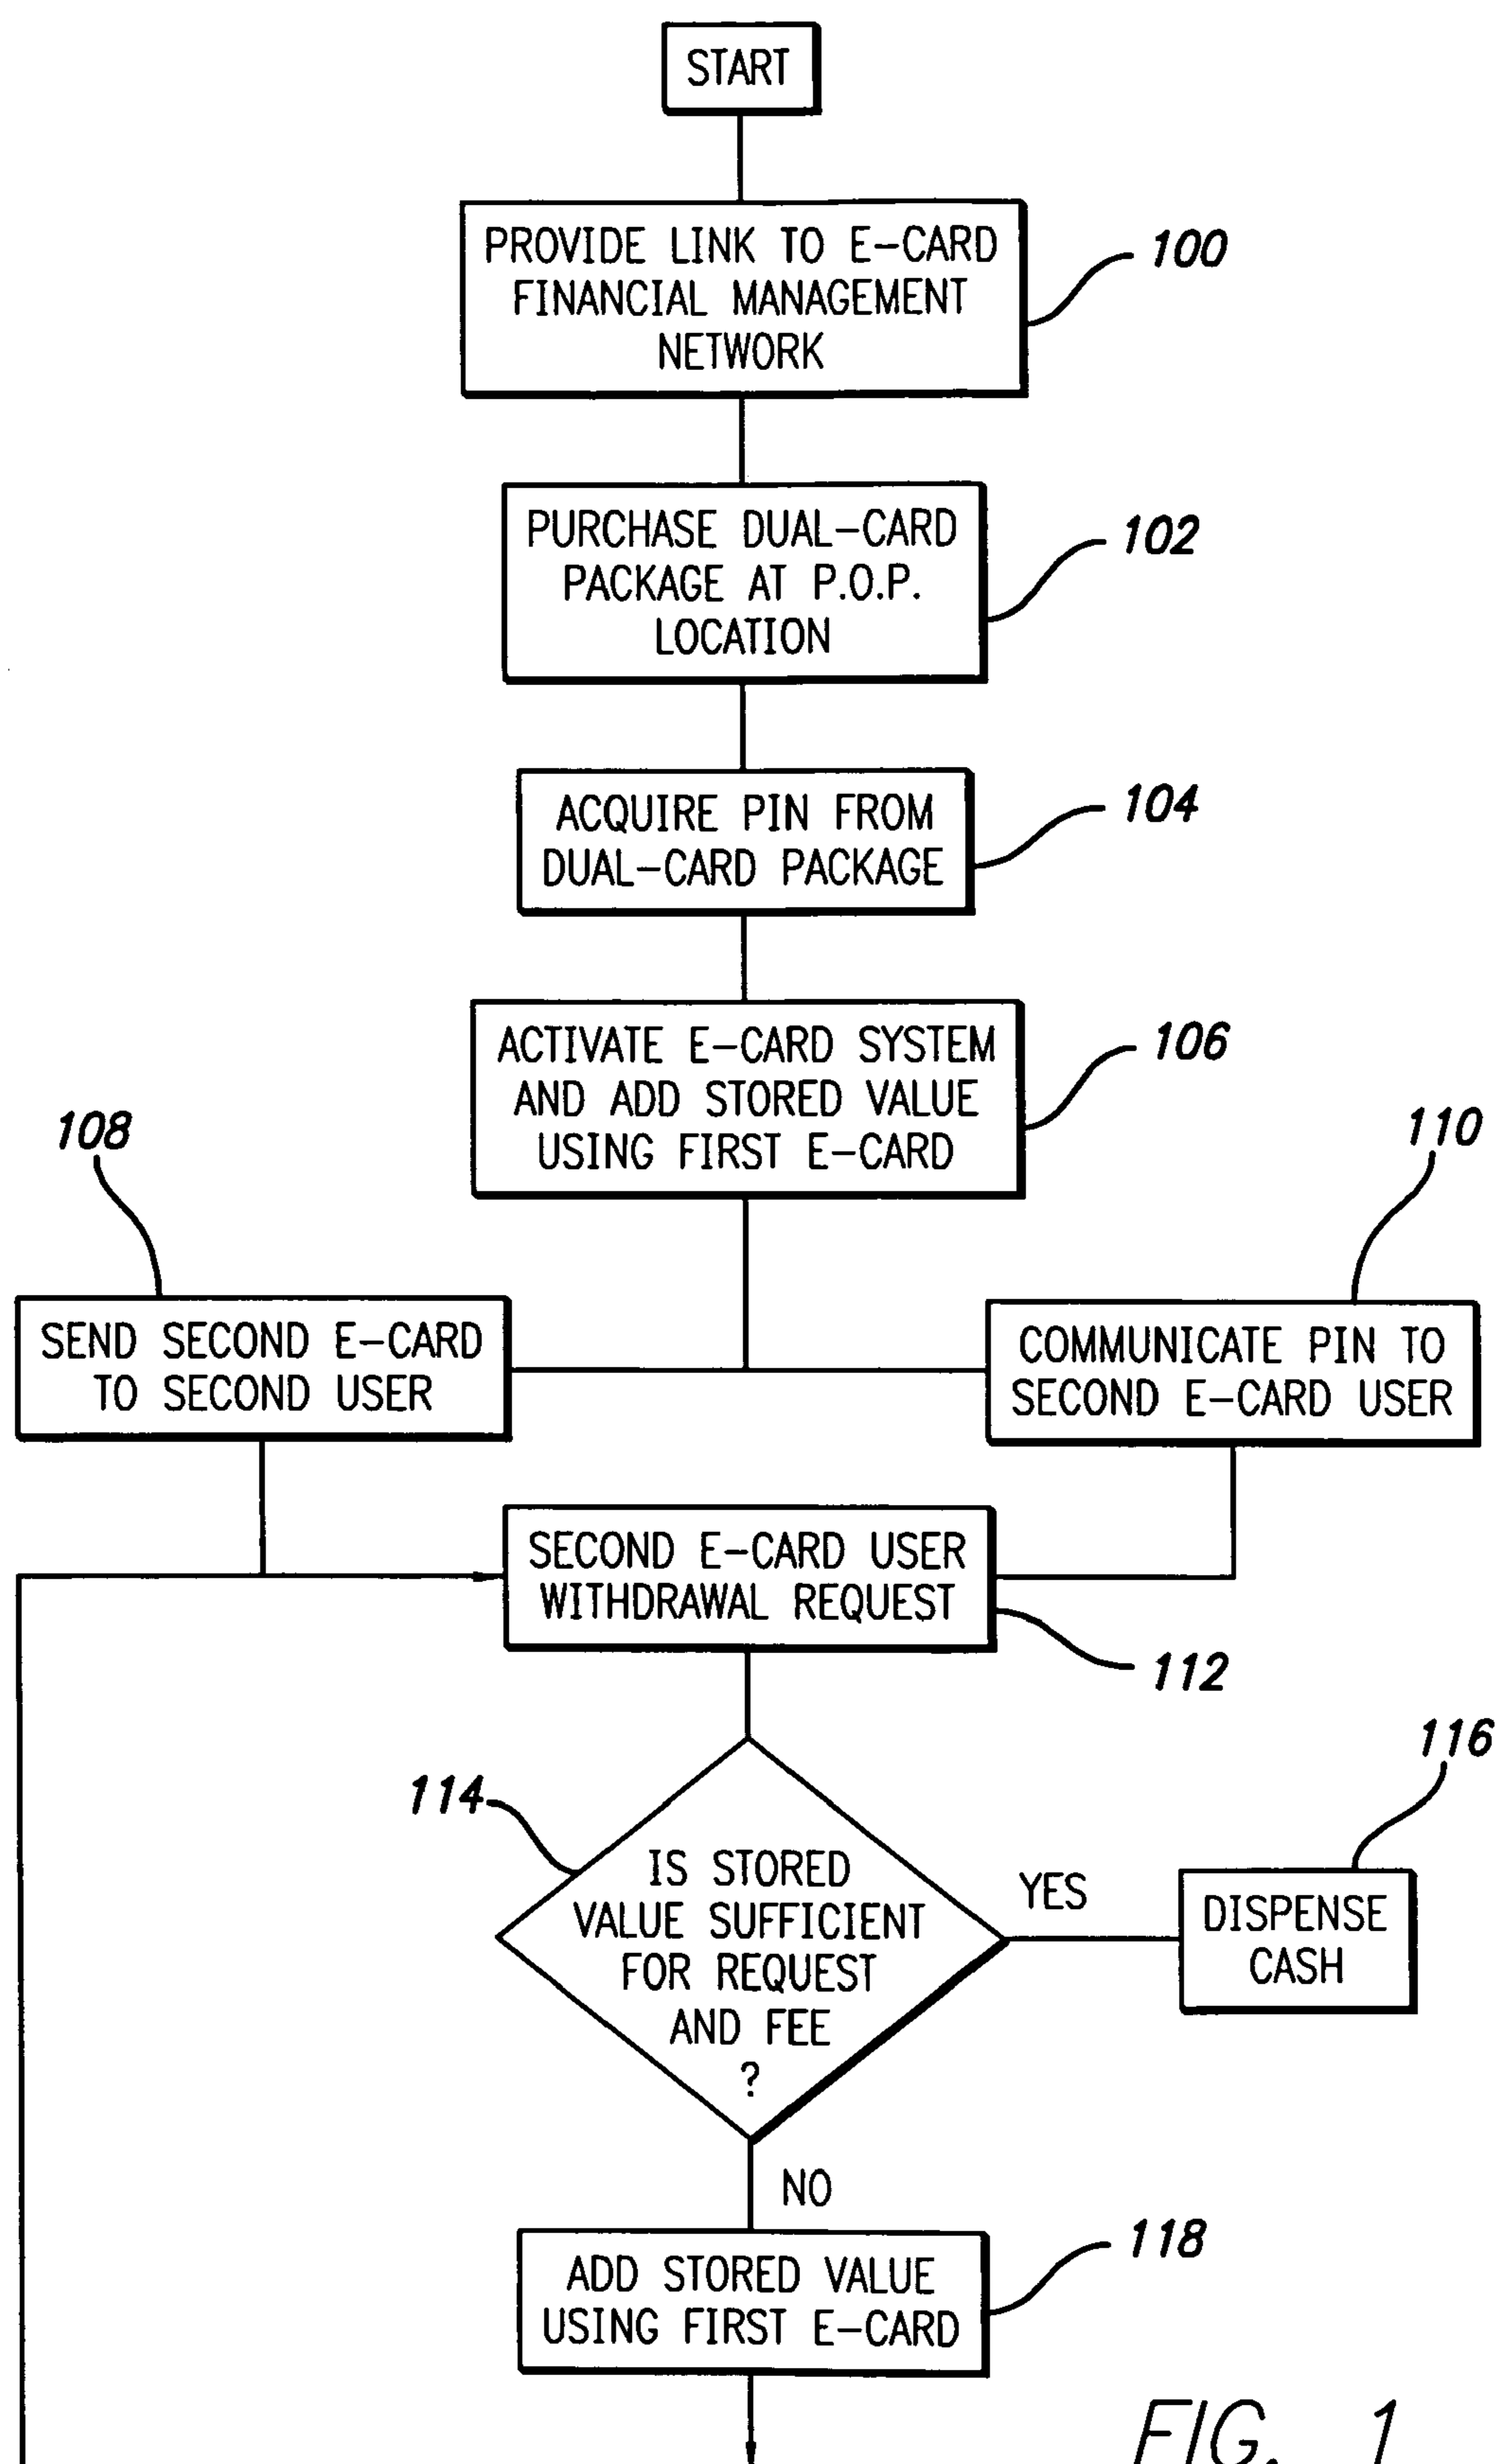 START
PROVIDE LINK TO E-CARD
FINANCIAL MANAGEMENT
NETWORK
100
PURCHASE DUAL-CARD
PACKAGE AT P.O.P.
LOCATION
102
ACQUIRE PIN FROM
DUAL-CARD PACKAGE
104
ACTIVATE E-CARD SYSTEM
AND ADD STORED VALUE
USING FIRST E-CARD
106
108
110
SEND SECOND E-CARD
TO SECOND USER
COMMUNICATE PIN TO
SECOND E-CARD USER
SECOND E-CARD USER
WITHDRAWAL REQUEST
112
114
116
IS STORED
VALUE SUFFICIENT
FOR REQUEST
AND FEE
?
YES
DISPENSE
CASH
NO
118
ADD STORED VALUE
USING FIRST E-CARD
FIG. 1